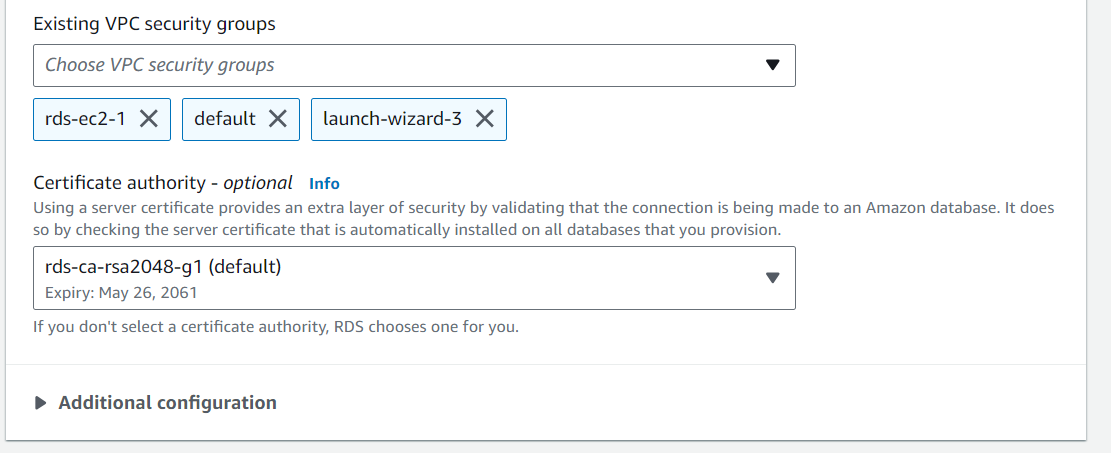 Existing VPC security groups
Choose VPC security groups
rds-ec2-1 default launch-wizard-3
Certificate authority - optional Info
Using a server certificate provides an extra layer of security by validating that the connection is being made to an Amazon database. It does
so by checking the server certificate that is automatically installed on all databases that you provision.
rds-ca-rsa2048-g1 (default)
Expiry: May 26, 2061
If you don't select a certificate authority, RDS chooses one for you.
Additional configuration